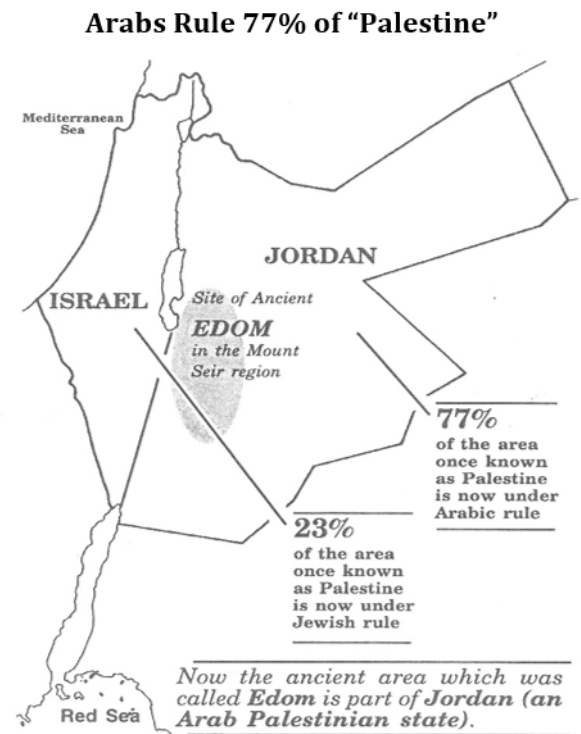 Arabs Rule 77% of “Palestine”
Mediterranean
Sea
JORDAN
ISRAEL
Site of Ancient
EDOM
in the Mount
Seir region
77%
of the area
once known
as Palestine
is now under
Arabic rule
23%
of the area
once known
as Palestine
is now under
Jewish rule
Now the ancient area which was
called Edom is part of Jordan (an
Arab Palestinian state).
Red Sea